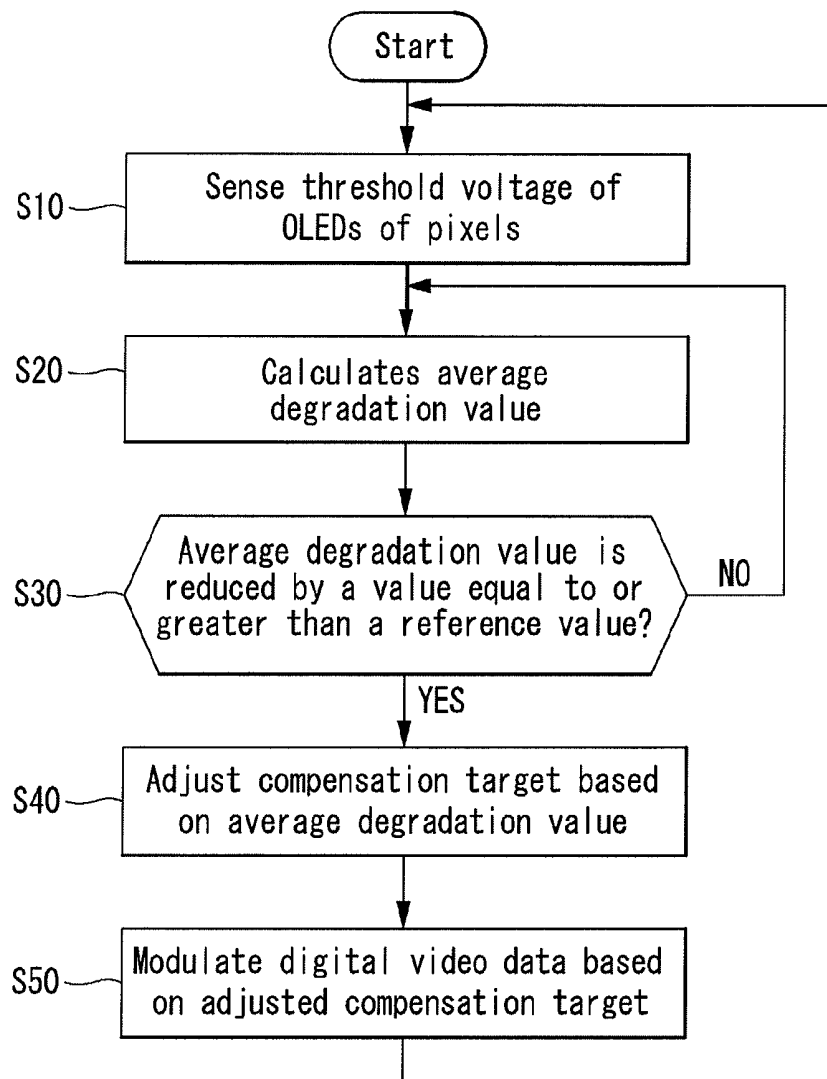 Start
S10
Sense threshold voltage of
OLEDs of pixels
S20
Calculates average
degradation value
S30
Average degradation value is
reduced by a value equal to or
greater than a reference value?
NO
YES
S40
Adjust compensation target based
on average degradation value
S50
Modulate digital video data based
on adjusted compensation target